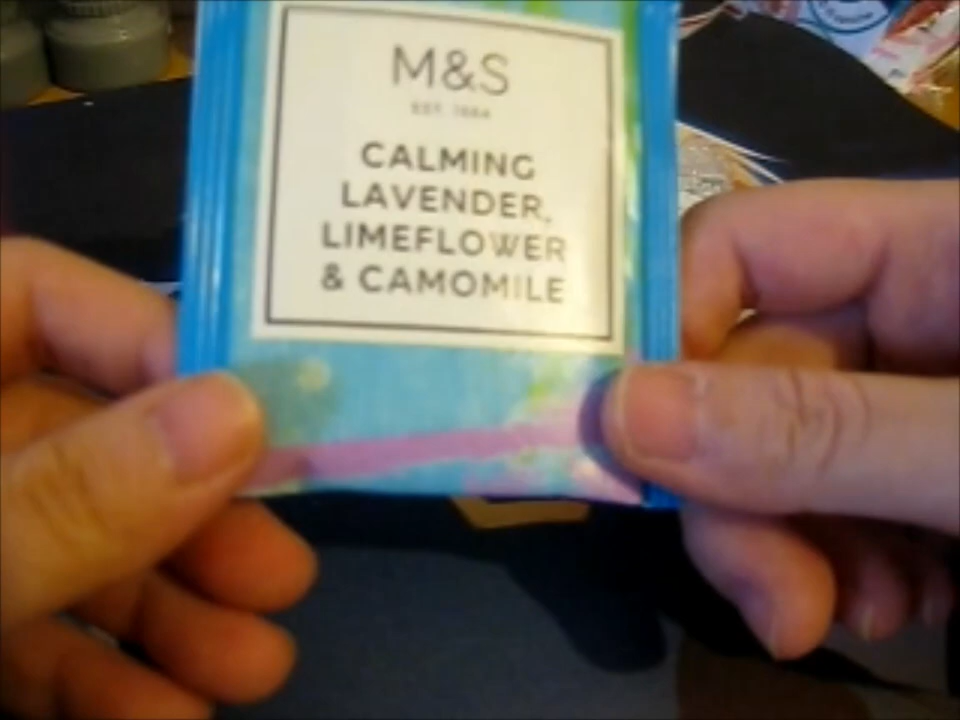 M&S
EST. 1884
CALMING
LAVENDER,
LIMEFLOWER
& CAMOMILE